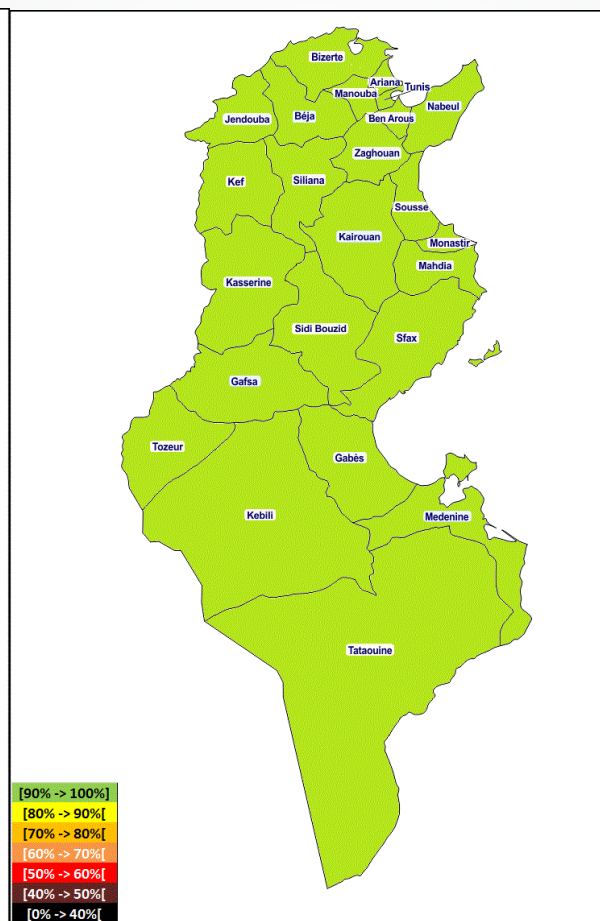 Bizerte
Ariana
Tunis
Manouba
Nabeul
Jendouba
Béja
Ben Arous
Zaghouan
Kef
Siliana
Sousse
Kairouan
Monastir
Mahdia
Kasserine
Sidi Bouzid
Sfax
Gafsa
Tozeur
Gabès
Kebili
Medenine
Tataouine
[90% -> 100%]
[80% -> 90%[
[70% -> 80%[
[60% -> 70%[
[50% -> 60%[
[40% -> 50%[
[0% -> 40%[